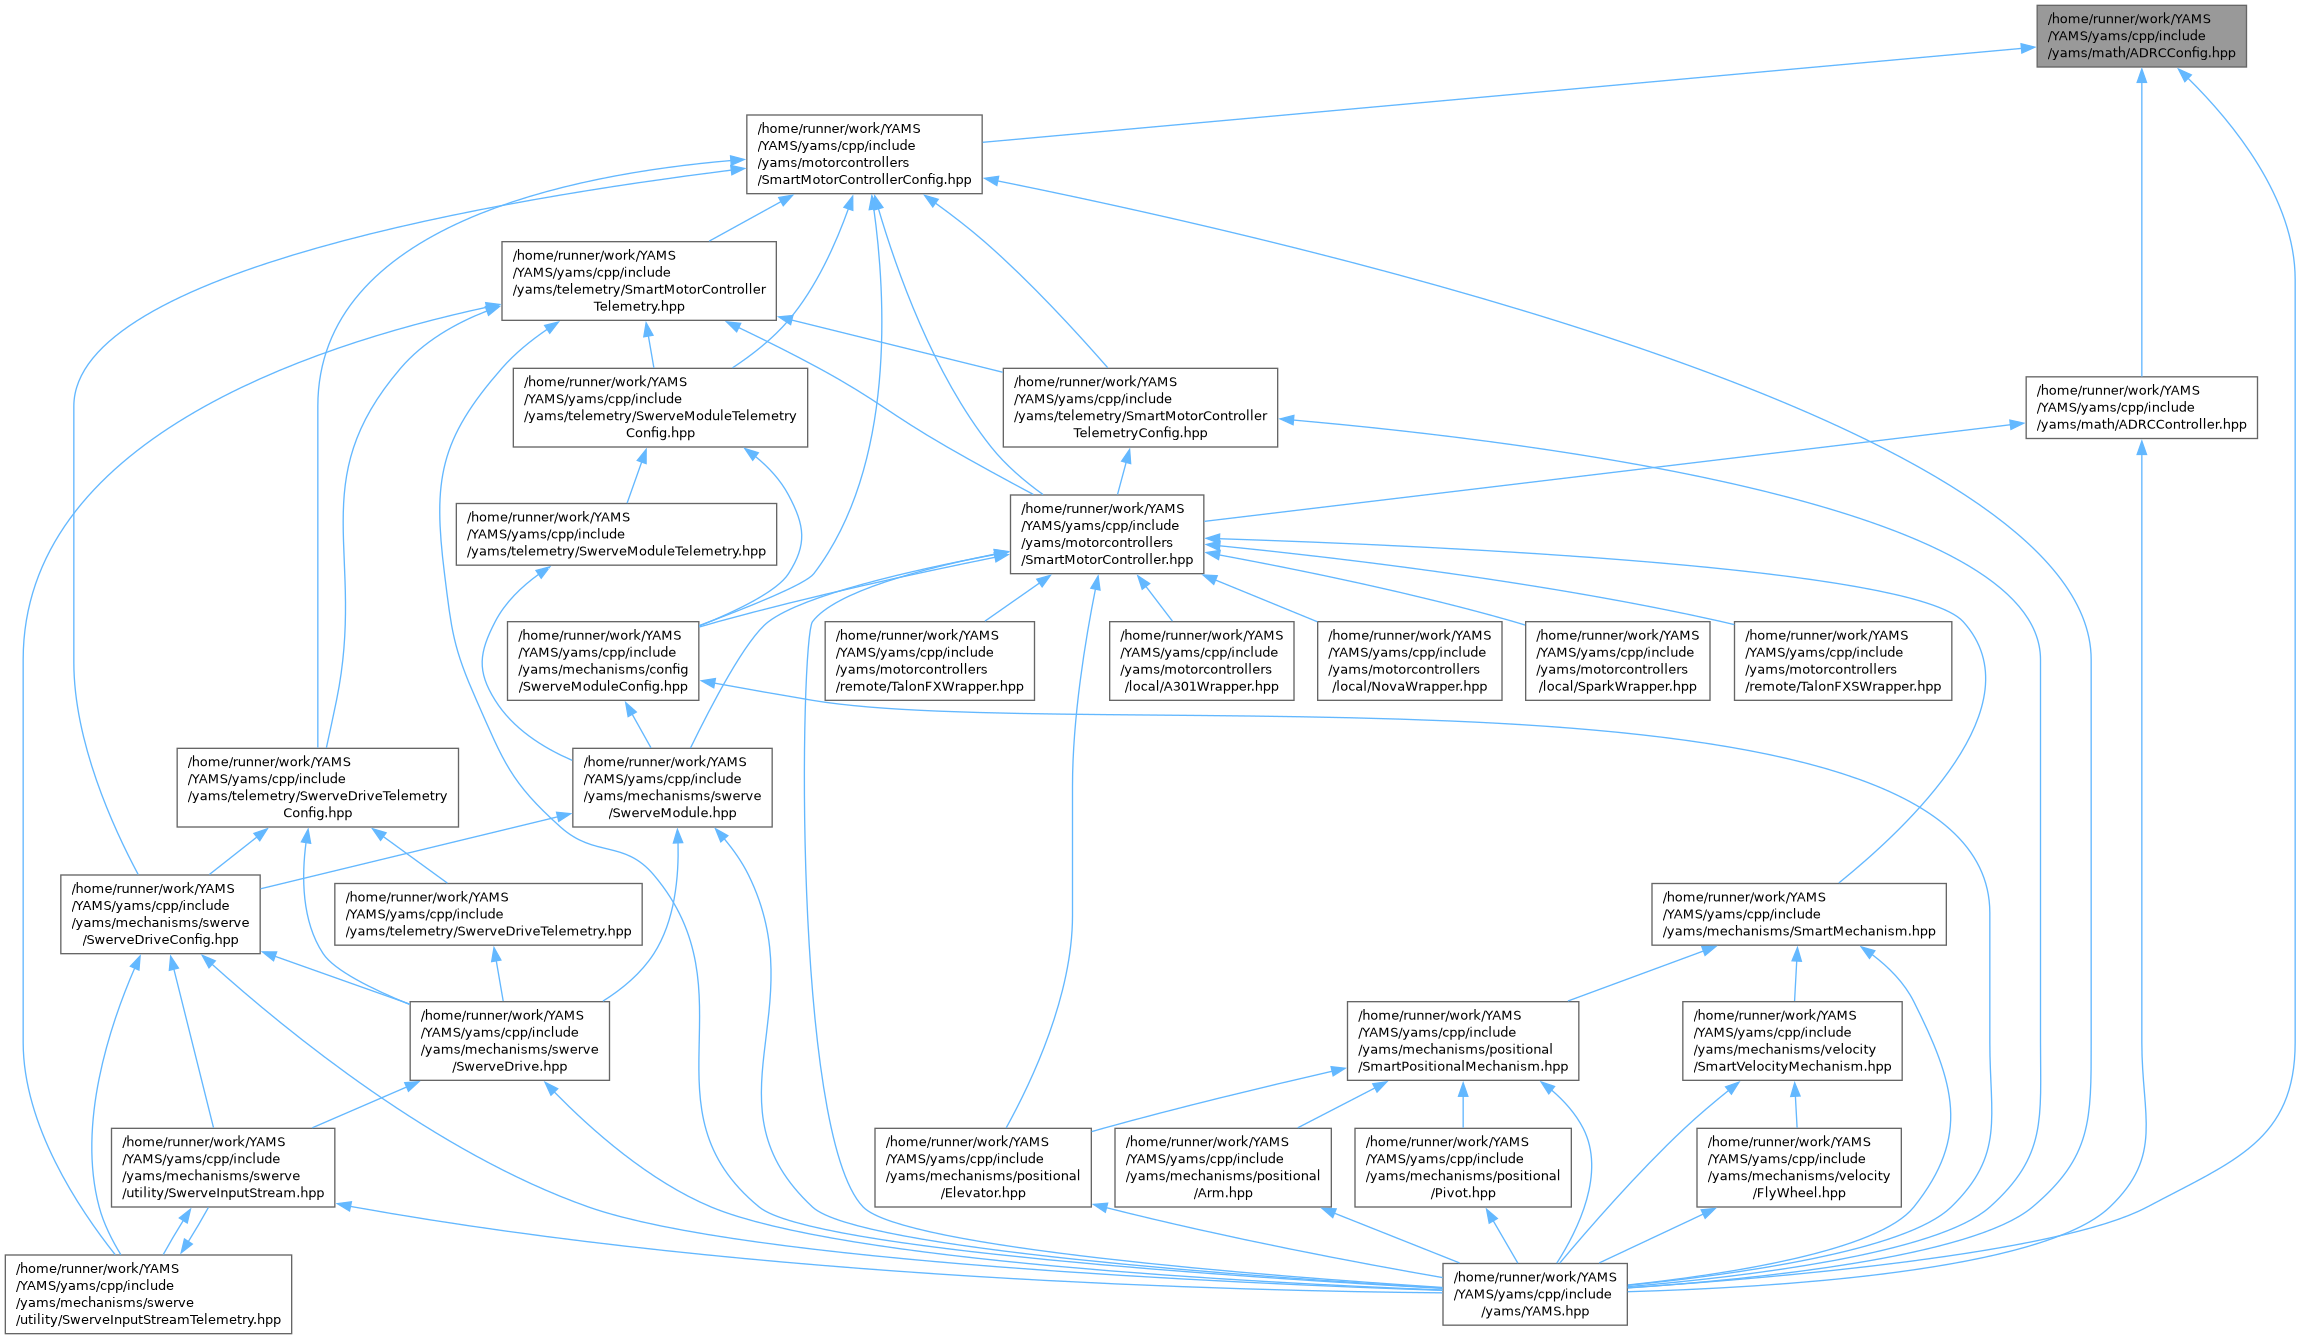 /home/runner/work/YAMS
/YAMS/yams/cpp/include
/yams/math/ADRCConfig.hpp
/home/runner/work/YAMS
/YAMS/yams/cpp/include
/yams/motorcontrollers
/SmartMotorControllerConfig.hpp
/home/runner/work/YAMS
/YAMS/yams/cpp/include
/yams/telemetry/SmartMotorController
Telemetry.hpp
/home/runner/work/YAMS
/YAMS/yams/cpp/include
/yams/telemetry/SwerveModuleTelemetry
Config.hpp
/home/runner/work/YAMS
/YAMS/yams/cpp/include
/yams/telemetry/SmartMotorController
TelemetryConfig.hpp
/home/runner/work/YAMS
/YAMS/yams/cpp/include
/yams/math/ADRCController.hpp
/home/runner/work/YAMS
/YAMS/yams/cpp/include
/yams/telemetry/SwerveModuleTelemetry.hpp
/home/runner/work/YAMS
/YAMS/yams/cpp/include
/yams/motorcontrollers
/SmartMotorController.hpp
/home/runner/work/YAMS
/YAMS/yams/cpp/include
/yams/mechanisms/config
/SwerveModuleConfig.hpp
/home/runner/work/YAMS
/YAMS/yams/cpp/include
/yams/motorcontrollers
/remote/TalonFXWrapper.hpp
/home/runner/work/YAMS
/YAMS/yams/cpp/include
/yams/motorcontrollers
/local/A301Wrapper.hpp
/home/runner/work/YAMS
/YAMS/yams/cpp/include
/yams/motorcontrollers
/local/NovaWrapper.hpp
/home/runner/work/YAMS
/YAMS/yams/cpp/include
/yams/motorcontrollers
/local/SparkWrapper.hpp
/home/runner/work/YAMS
/YAMS/yams/cpp/include
/yams/motorcontrollers
/remote/TalonFXSWrapper.hpp
/home/runner/work/YAMS
/YAMS/yams/cpp/include
/yams/telemetry/SwerveDriveTelemetry
Config.hpp
/home/runner/work/YAMS
/YAMS/yams/cpp/include
/yams/mechanisms/swerve
/SwerveModule.hpp
/home/runner/work/YAMS
/YAMS/yams/cpp/include
/yams/mechanisms/swerve
/SwerveDriveConfig.hpp
/home/runner/work/YAMS
/YAMS/yams/cpp/include
/yams/telemetry/SwerveDriveTelemetry.hpp
/home/runner/work/YAMS
/YAMS/yams/cpp/include
/yams/mechanisms/SmartMechanism.hpp
/home/runner/work/YAMS
/YAMS/yams/cpp/include
/yams/mechanisms/swerve
/SwerveDrive.hpp
/home/runner/work/YAMS
/YAMS/yams/cpp/include
/yams/mechanisms/positional
/SmartPositionalMechanism.hpp
/home/runner/work/YAMS
/YAMS/yams/cpp/include
/yams/mechanisms/velocity
/SmartVelocityMechanism.hpp
/home/runner/work/YAMS
/YAMS/yams/cpp/include
/yams/mechanisms/swerve
/utility/SwerveInputStream.hpp
/home/runner/work/YAMS
/YAMS/yams/cpp/include
/yams/mechanisms/positional
/Elevator.hpp
/home/runner/work/YAMS
/YAMS/yams/cpp/include
/yams/mechanisms/positional
/Arm.hpp
/home/runner/work/YAMS
/YAMS/yams/cpp/include
/yams/mechanisms/positional
/Pivot.hpp
/home/runner/work/YAMS
/YAMS/yams/cpp/include
/yams/mechanisms/velocity
/FlyWheel.hpp
/home/runner/work/YAMS
/YAMS/yams/cpp/include
/yams/mechanisms/swerve
/utility/SwerveInputStreamTelemetry.hpp
/home/runner/work/YAMS
/YAMS/yams/cpp/include
/yams/YAMS.hpp